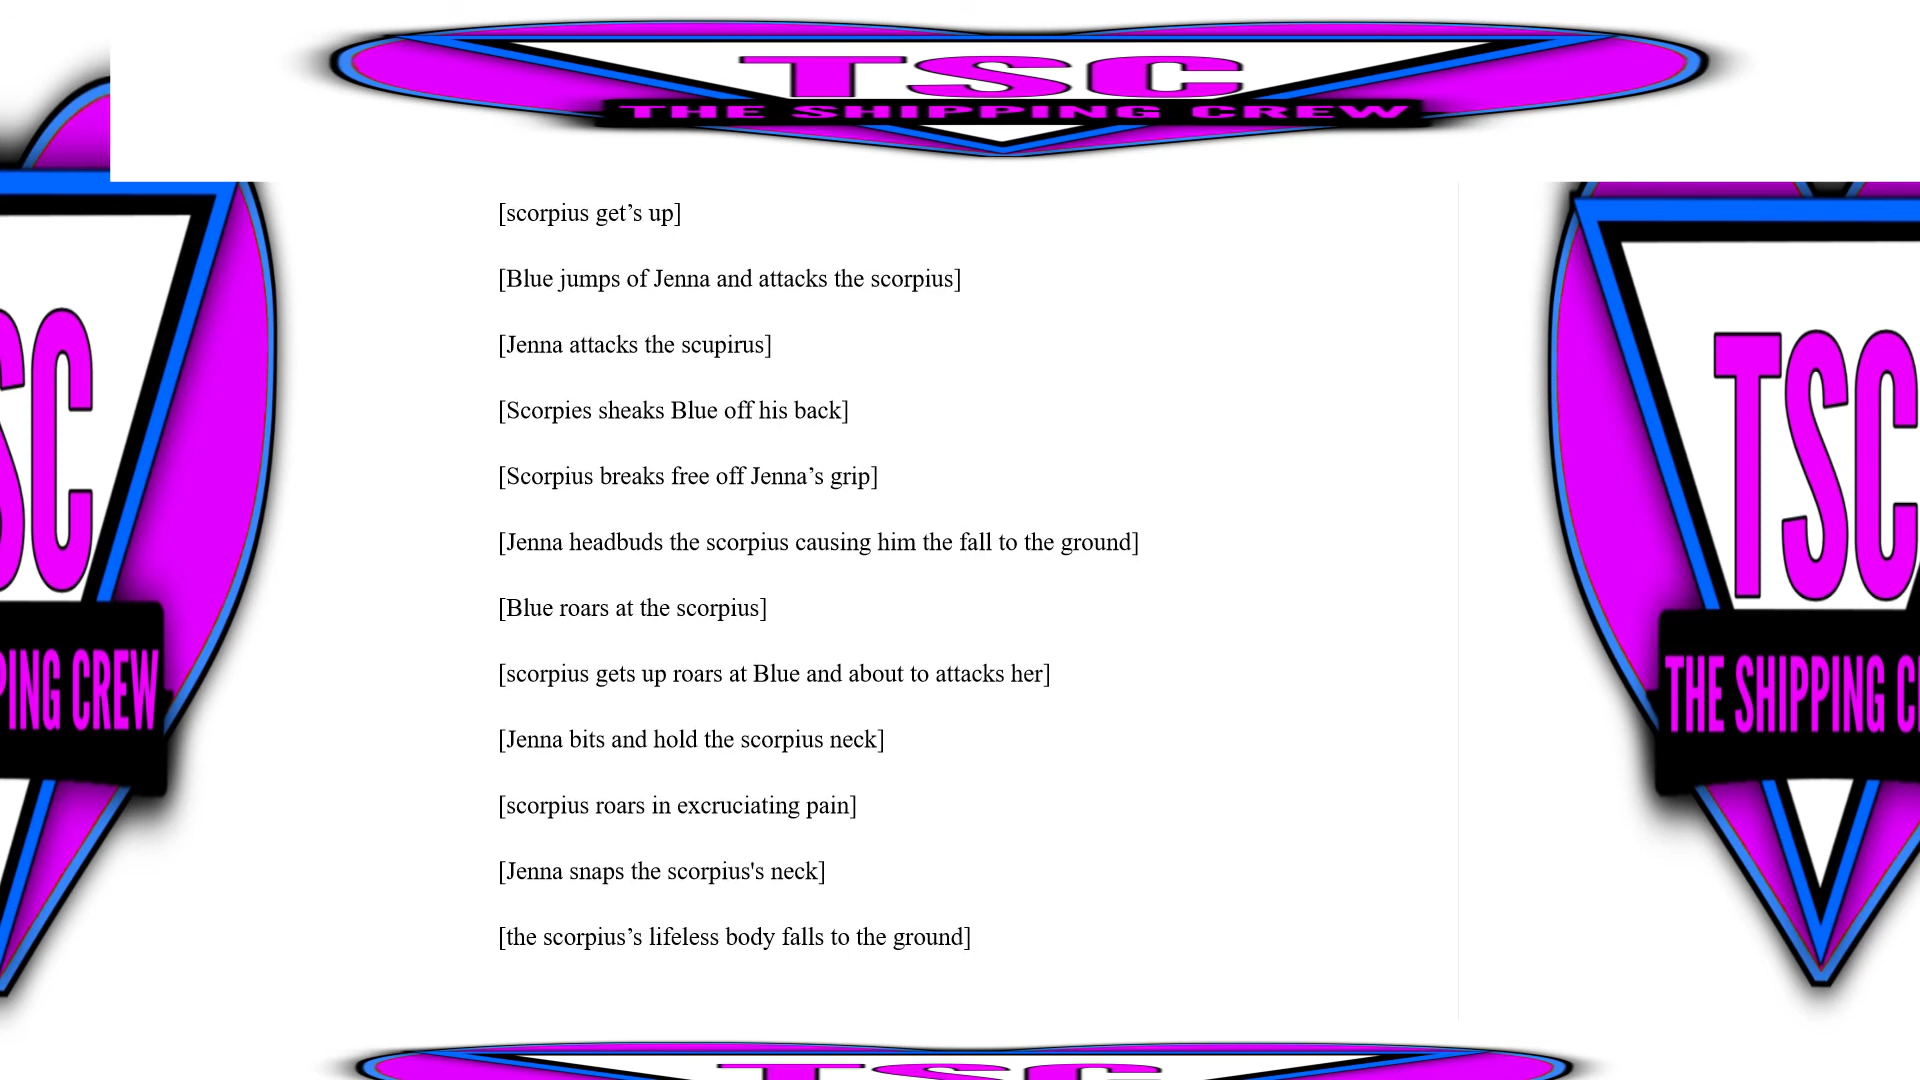 TSC
THE SHIPPING CREW
[scorpius get’s up]
[Blue jumps of Jenna and attacks the scorpius]
[Jenna attacks the scupirus]
[Scorpies sheaks Blue off his back]
[Scorpius breaks free off Jenna’s grip]
[Jenna headbuds the scorpius causing him the fall to the ground]
[Blue roars at the scorpius]
[scorpius gets up roars at Blue and about to attacks her]
[Jenna bits and hold the scorpius neck]
[scorpius roars in excruciating pain]
[Jenna snaps the scorpius's neck]
[the scorpius’s lifeless body falls to the ground]
SC
PING CREW
TSC
THE SHIPPING C
TSC